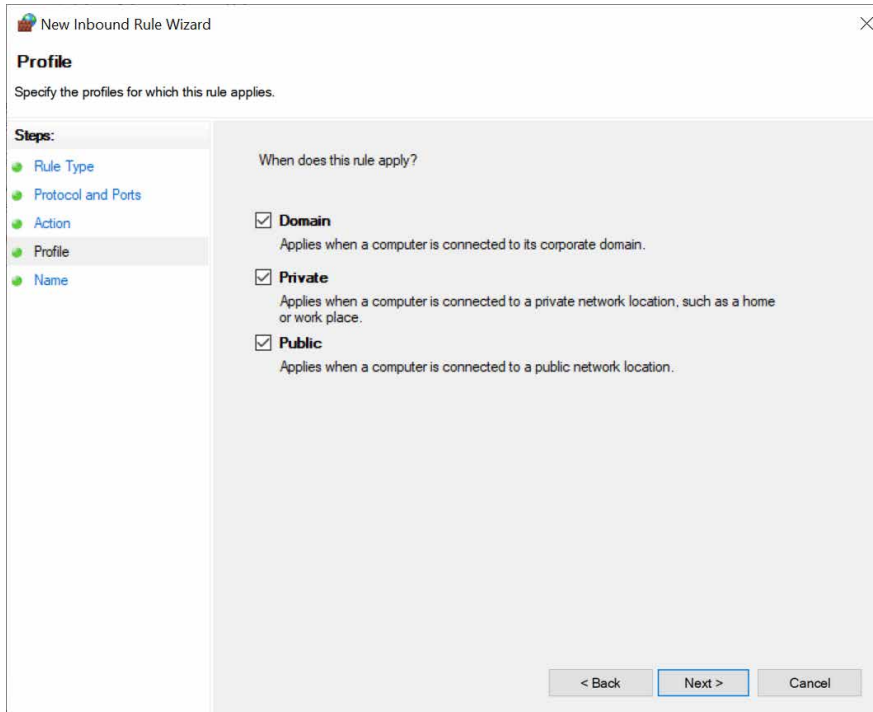 New Inbound Rule Wizard
Profile
Specify the profiles for which this rule applies.
Steps:
Rule Type
Protocol and Ports
Action
Profile
Name
When does this rule apply?
Domain
Applies when a computer is connected to its corporate domain.
Private
Applies when a computer is connected to a private network location, such as a home
or work place.
Public
Applies when a computer is connected to a public network location.
< Back
Next >
Cancel